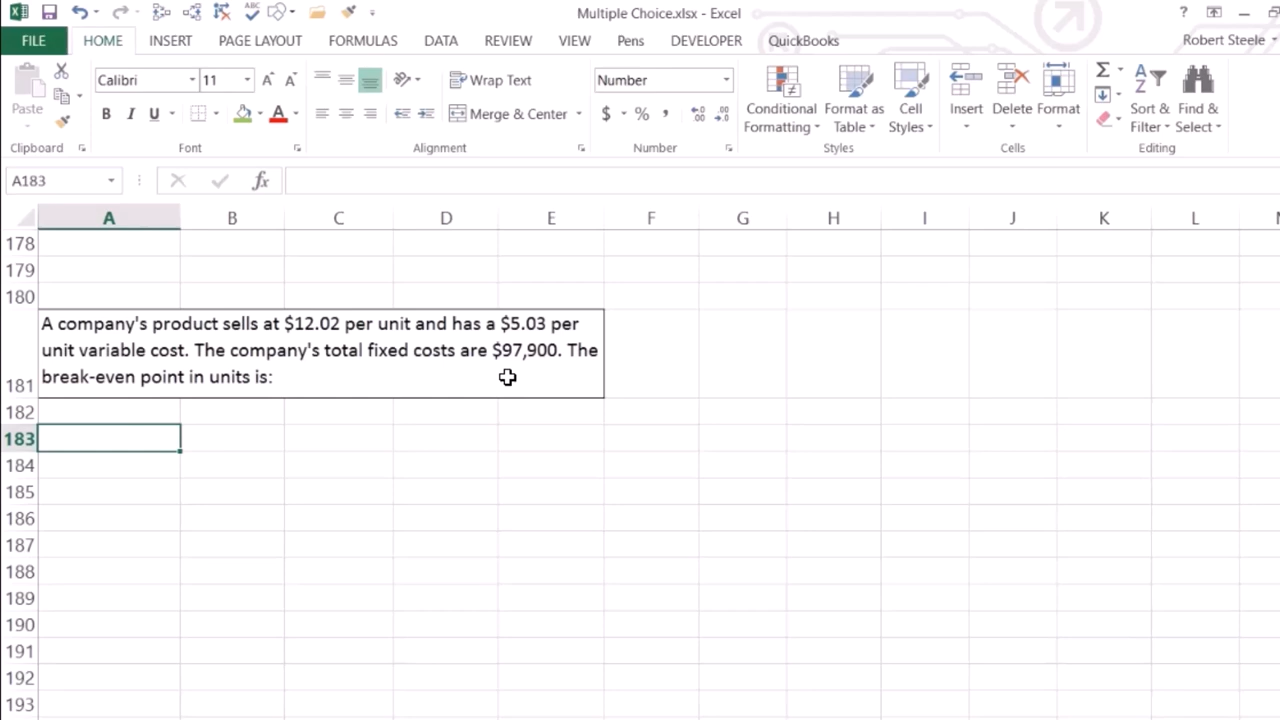 Multiple Choice.xlsx - Excel
?
FILE HOME INSERT PAGE LAYOUT FORMULAS DATA REVIEW VIEW Pens DEVELOPER QuickBooks Robert Steele
Paste
Clipboard
Calibri 11
B I U A
Font
Wrap Text
Merge & Center
Alignment
Number
$ % ,
Number
Conditional Formatting
Format as Table
Cell Styles
Styles
Insert Delete Format
Cells
Sort & Filter
Find & Select
Editing
A183 fx
A B C D E F G H I J K L
178
179
180
A company's product sells at $12.02 per unit and has a $5.03 per
unit variable cost. The company's total fixed costs are $97,900. The
break-even point in units is:
181
182
183
184
185
186
187
188
189
190
191
192
193